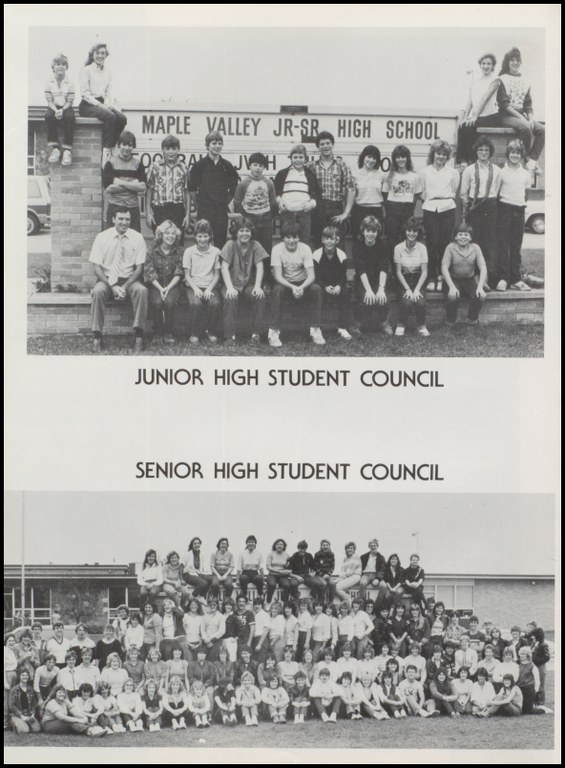 MAPLE VALLEY JR-SR. HIGH SCHOOL
JUNIOR HIGH STUDENT COUNCIL
SENIOR HIGH STUDENT COUNCIL